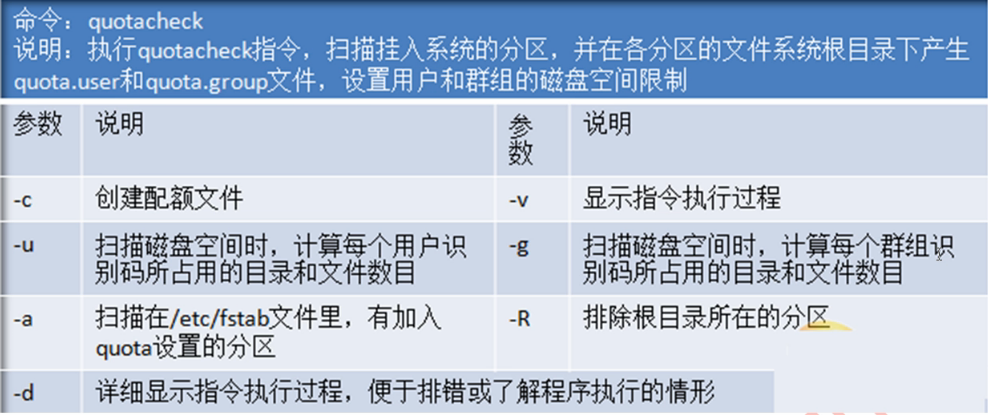 命令：quotacheck
说明：执行quotacheck指令，扫描挂入系统的分区，并在各分区的文件系统根目录下产生
quota.user和quota.group文件，设置用户和群组的磁盘空间限制
参数 说明 参数 说明
-c 创建配额文件 -v 显示指令执行过程
-u 扫描磁盘空间时，计算每个用户识
别码所占用的目录和文件数目
-g 扫描磁盘空间时，计算每个群组识
别码所占用的目录和文件数目
-a 扫描在/etc/fstab文件里，有加入
quota设置的分区
-R 排除根目录所在的分区
-d 详细显示指令执行过程，便于排错或了解程序执行的情形